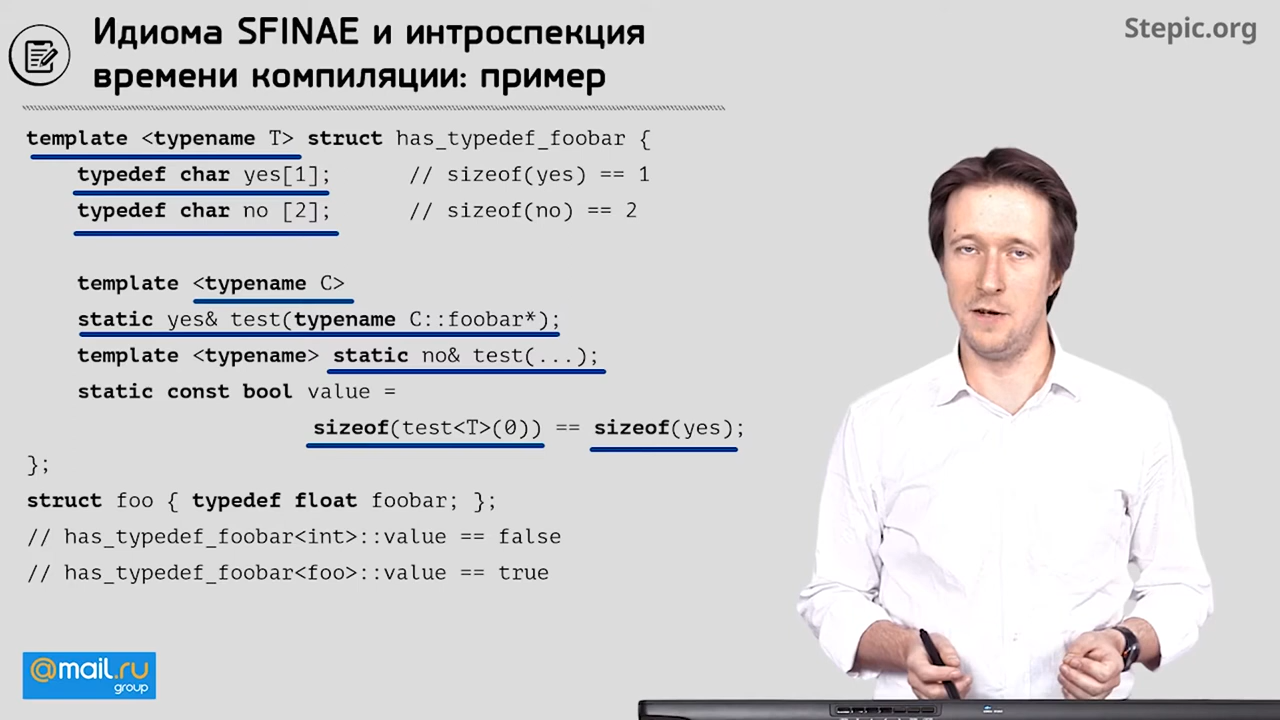 Идиома SFINAE и интроспекция
времени компиляции: пример
Stepic.org
template <typename T> struct has_typedef_foobar {
typedef char yes[1]; // sizeof(yes) == 1
typedef char no [2]; // sizeof(no) == 2
template <typename C>
static yes& test(typename C::foobar*);
template <typename> static no& test(...);
static const bool value =
sizeof(test<T>(0)) == sizeof(yes);
};
struct foo { typedef float foobar; };
// has_typedef_foobar<int>::value == false
// has_typedef_foobar<foo>::value == true
@mail.ru
group